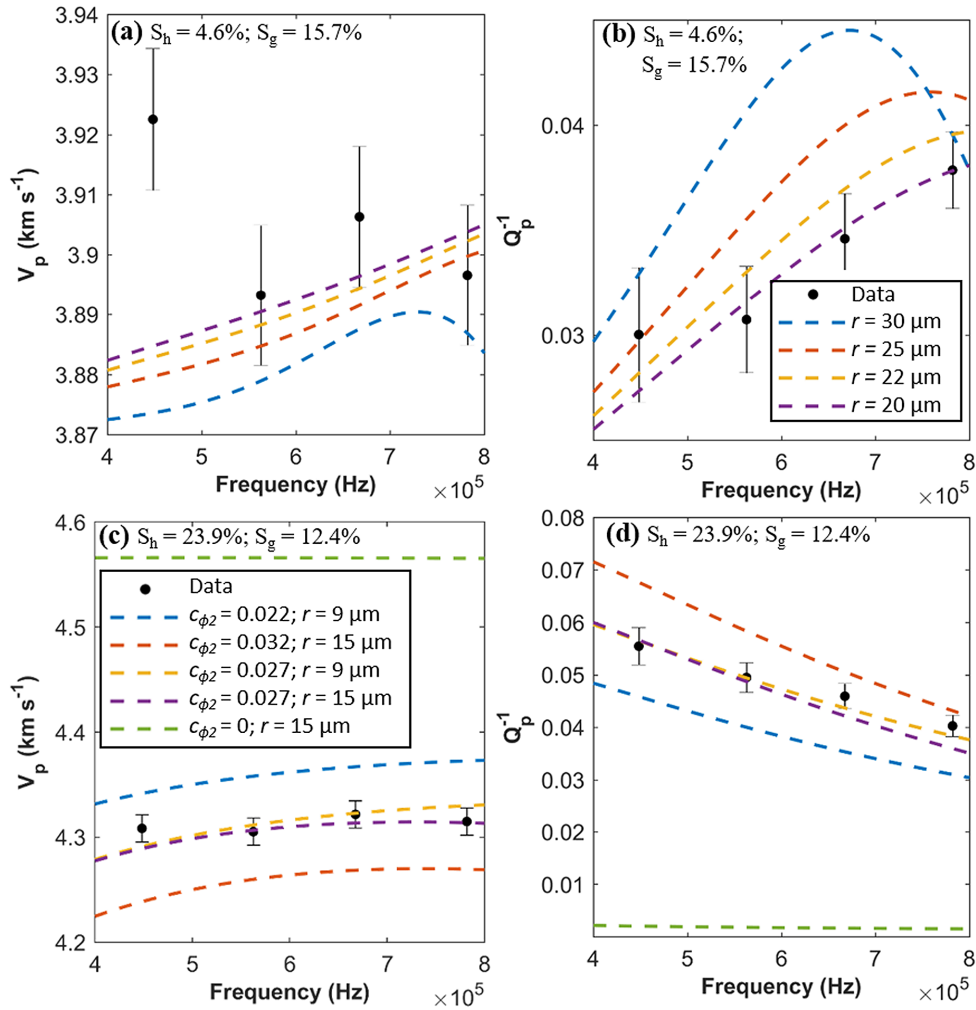 (a) Sh = 4.6%; Sg = 15.7%
3.94
3.93
3.92
3.91
3.9
3.89
3.88
3.87
Vp (km s-1)
4 5 6 7 8
Frequency (Hz) ×10^5
(b) Sh = 4.6%;
Sg = 15.7%
0.04
0.03
Qp-1
Data
r = 30 µm
r = 25 µm
r = 22 µm
r = 20 µm
4 5 6 7 8
Frequency (Hz) ×10^5
(c) Sh = 23.9%; Sg = 12.4%
4.6
4.5
4.4
4.3
4.2
Vp (km s-1)
Data
cϕ2 = 0.022; r = 9 µm
cϕ2 = 0.032; r = 15 µm
cϕ2 = 0.027; r = 9 µm
cϕ2 = 0.027; r = 15 µm
cϕ2 = 0; r = 15 µm
4 5 6 7 8
Frequency (Hz) ×10^5
(d) Sh = 23.9%; Sg = 12.4%
0.08
0.07
0.06
0.05
0.04
0.03
0.02
0.01
Qp-1
4 5 6 7 8
Frequency (Hz) ×10^5